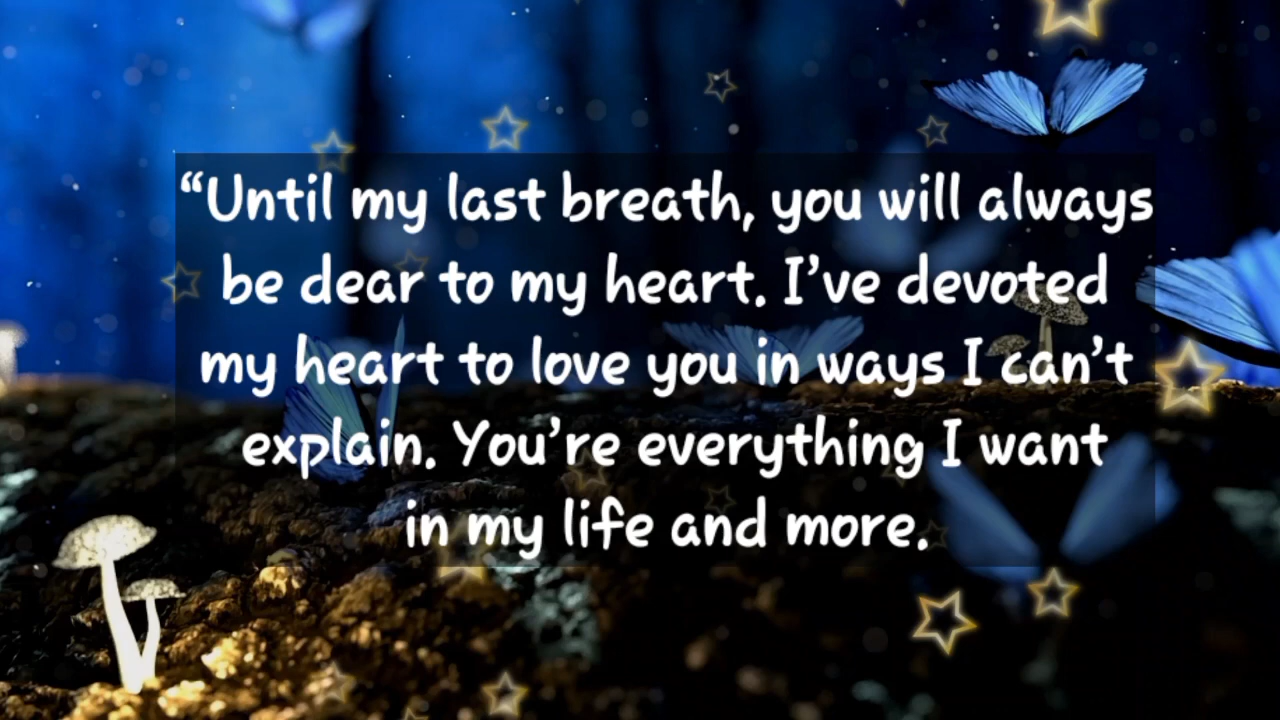 “Until my last breath, you will always
be dear to my heart. I’ve devoted
my heart to love you in ways I can’t
explain. You’re everything I want
in my life and more.